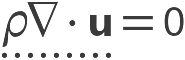 ρ∇ · **u** = 0